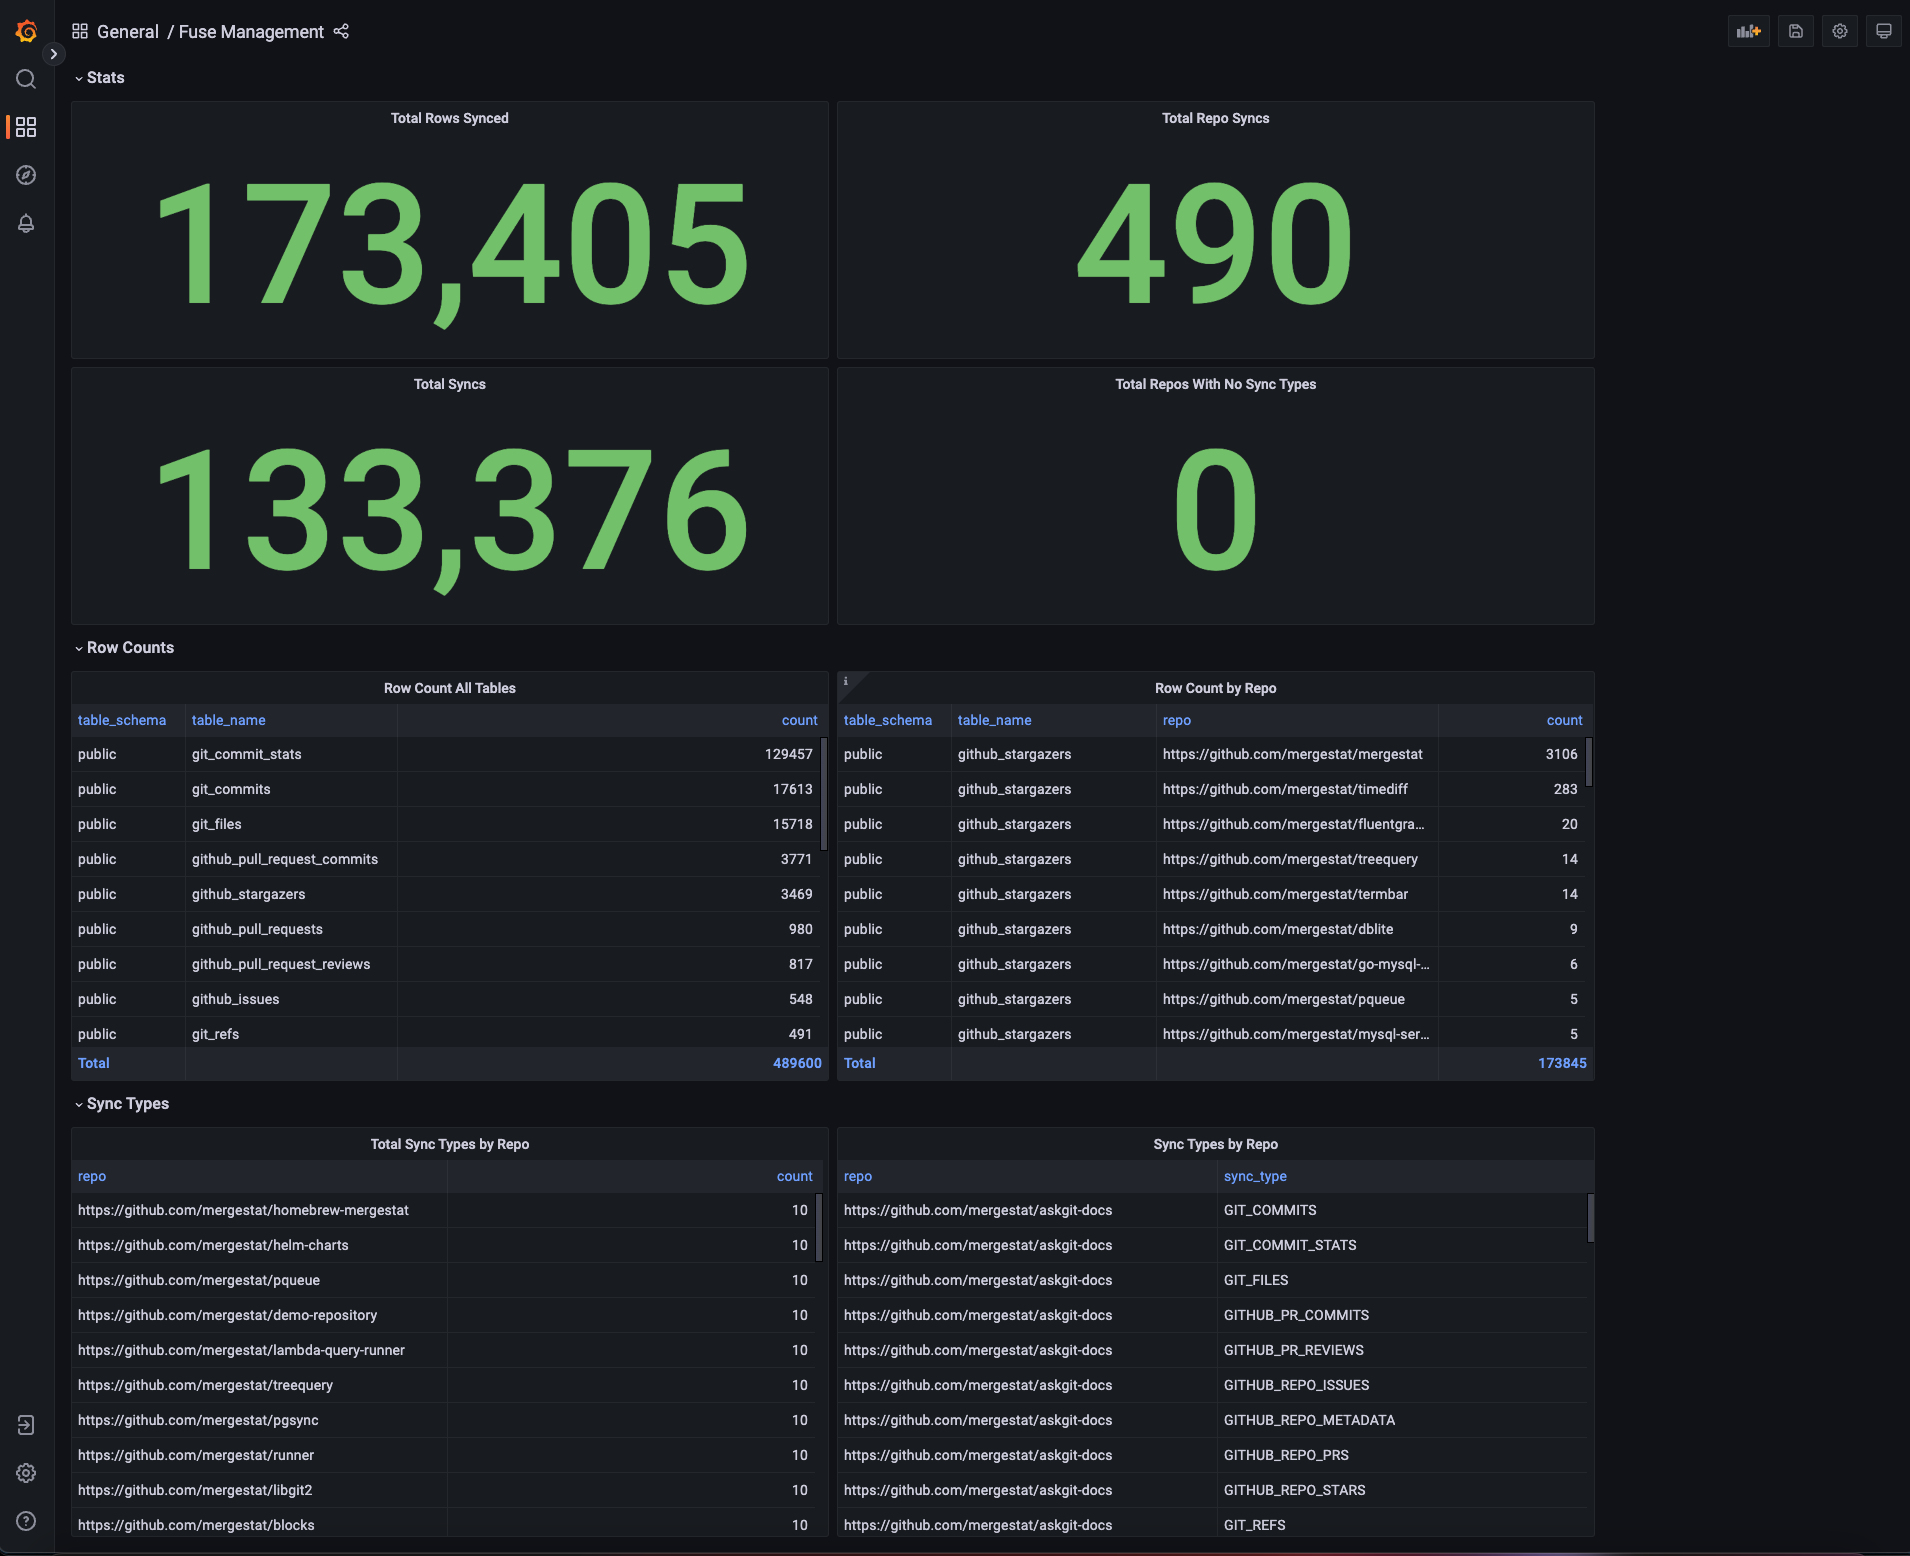 General / Fuse Management
Stats
Total Rows Synced
173,405
Total Repo Syncs
490
Total Syncs
133,376
Total Repos With No Sync Types
0
Row Counts
Row Count All Tables
table_schema table_name count
public git_commit_stats 129457
public git_commits 17613
public git_files 15718
public github_pull_request_commits 3771
public github_stargazers 3469
public github_pull_requests 980
public github_pull_request_reviews 817
public github_issues 548
public git_refs 491
Total 489600
i
Row Count by Repo
table_schema table_name repo count
public github_stargazers https://github.com/mergestat/mergestat 3106
public github_stargazers https://github.com/mergestat/timediff 283
public github_stargazers https://github.com/mergestat/fluentgra... 20
public github_stargazers https://github.com/mergestat/treequery 14
public github_stargazers https://github.com/mergestat/termbar 14
public github_stargazers https://github.com/mergestat/dblite 9
public github_stargazers https://github.com/mergestat/go-mysql-... 6
public github_stargazers https://github.com/mergestat/pqueue 5
public github_stargazers https://github.com/mergestat/mysql-ser... 5
Total 173845
Sync Types
Total Sync Types by Repo
repo count
https://github.com/mergestat/homebrew-mergestat 10
https://github.com/mergestat/helm-charts 10
https://github.com/mergestat/pqueue 10
https://github.com/mergestat/demo-repository 10
https://github.com/mergestat/lambda-query-runner 10
https://github.com/mergestat/treequery 10
https://github.com/mergestat/pgsync 10
https://github.com/mergestat/runner 10
https://github.com/mergestat/libgit2 10
https://github.com/mergestat/blocks 10
Sync Types by Repo
repo sync_type
https://github.com/mergestat/askgit-docs GIT_COMMITS
https://github.com/mergestat/askgit-docs GIT_COMMIT_STATS
https://github.com/mergestat/askgit-docs GIT_FILES
https://github.com/mergestat/askgit-docs GITHUB_PR_COMMITS
https://github.com/mergestat/askgit-docs GITHUB_PR_REVIEWS
https://github.com/mergestat/askgit-docs GITHUB_REPO_ISSUES
https://github.com/mergestat/askgit-docs GITHUB_REPO_METADATA
https://github.com/mergestat/askgit-docs GITHUB_REPO_PRS
https://github.com/mergestat/askgit-docs GITHUB_REPO_STARS
https://github.com/mergestat/askgit-docs GIT_REFS